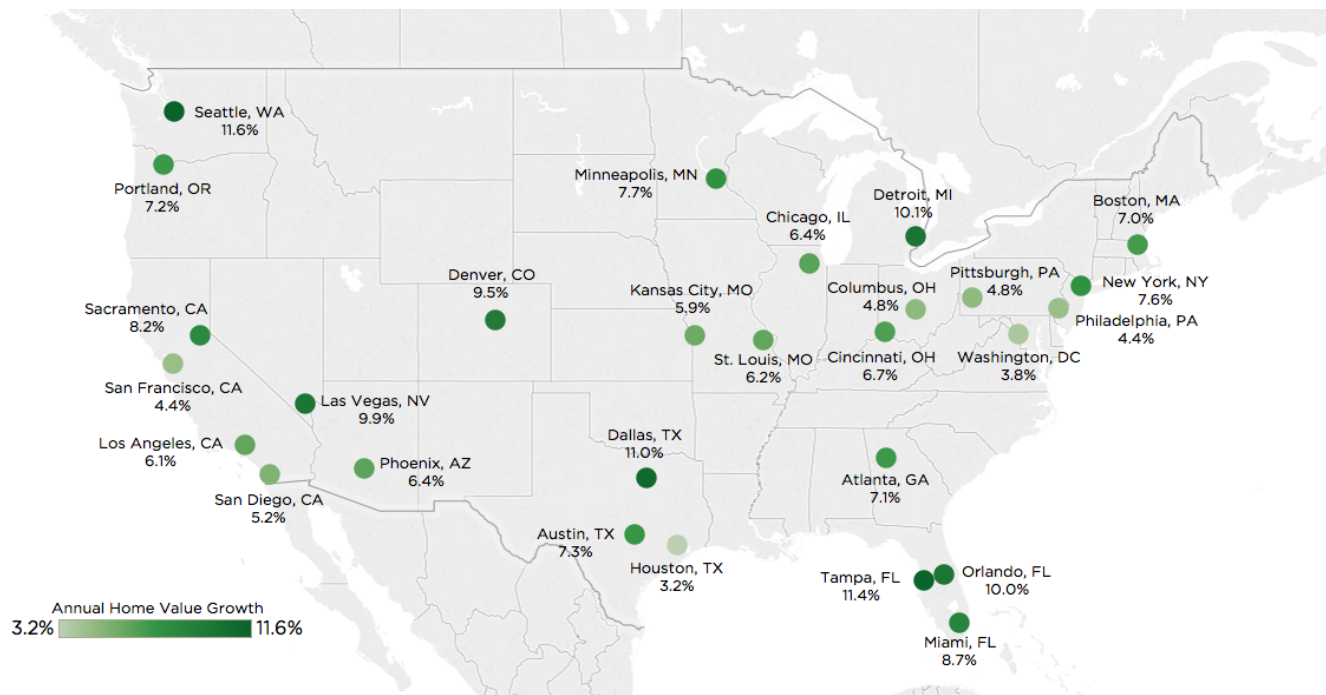 Seattle, WA
11.6%
Portland, OR
7.2%
Minneapolis, MN
7.7%
Detroit, MI
10.1%
Boston, MA
7.0%
Chicago, IL
6.4%
Denver, CO
9.5%
Kansas City, MO
5.9%
Columbus, OH
4.8%
Pittsburgh, PA
4.8%
New York, NY
7.6%
Sacramento, CA
8.2%
Philadelphia, PA
4.4%
St. Louis, MO
6.2%
Cincinnati, OH
6.7%
Washington, DC
3.8%
San Francisco, CA
4.4%
Las Vegas, NV
9.9%
Los Angeles, CA
6.1%
Dallas, TX
11.0%
Phoenix, AZ
6.4%
Atlanta, GA
7.1%
San Diego, CA
5.2%
Austin, TX
7.3%
Houston, TX
3.2%
Tampa, FL
11.4%
Orlando, FL
10.0%
Miami, FL
8.7%
Annual Home Value Growth
3.2% 11.6%